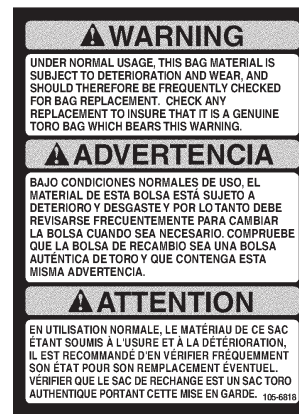 WARNING
UNDER NORMAL USAGE, THIS BAG MATERIAL IS
SUBJECT TO DETERIORATION AND WEAR, AND
SHOULD THEREFORE BE FREQUENTLY CHECKED
FOR BAG REPLACEMENT. CHECK ANY
REPLACEMENT TO INSURE THAT IT IS A GENUINE
TORO BAG WHICH BEARS THIS WARNING.
ADVERTENCIA
BAJO CONDICIONES NORMALES DE USO, EL
MATERIAL DE ESTA BOLSA ESTÁ SUJETO A
DETERIORO Y DESGASTE Y POR LO TANTO DEBE
REVISARSE FRECUENTEMENTE PARA CAMBIAR
LA BOLSA CUANDO SEA NECESARIO. COMPRUEBE
QUE LA BOLSA DE RECAMBIO SEA UNA BOLSA
AUTÉNTICA DE TORO Y QUE CONTENGA ESTA
MISMA ADVERTENCIA.
ATTENTION
EN UTILISATION NORMALE, LE MATÉRIAU DE CE SAC
ÉTANT SOUMIS À L'USURE ET À LA DÉTÉRIORATION,
IL EST RECOMMANDÉ D'EN VÉRIFIER FRÉQUEMMENT
SON ÉTAT POUR SON REMPLACEMENT ÉVENTUEL.
VÉRIFIER QUE LE SAC DE RECHANGE EST UN SAC TORO
AUTHENTIQUE PORTANT CETTE MISE EN GARDE. 105-6818